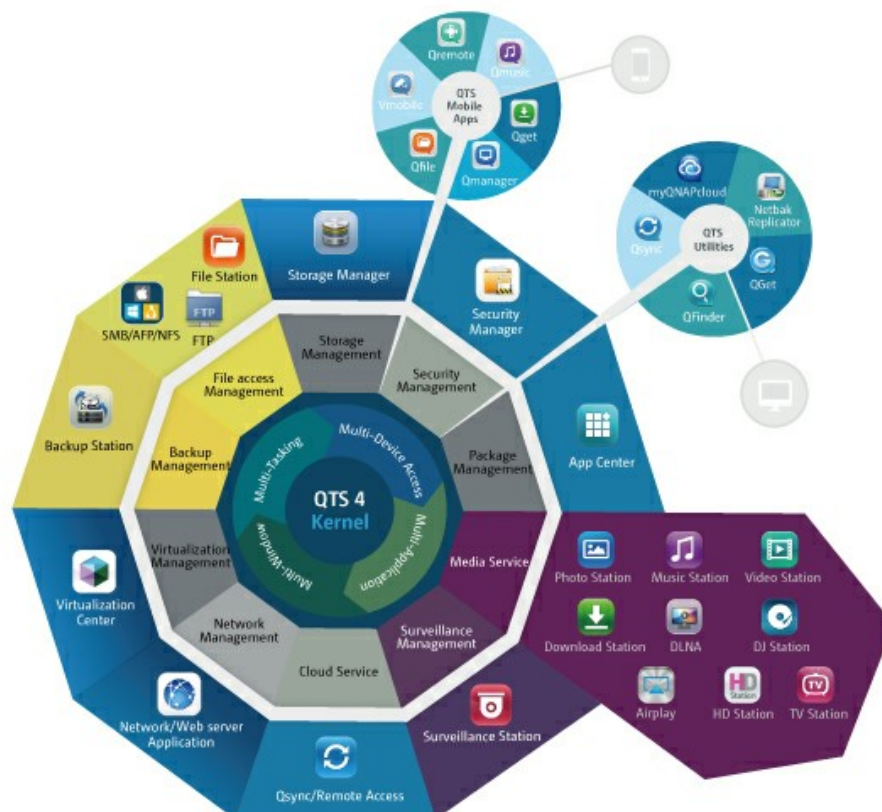 Qremote
Qmusic
Vmobile
QTS
Mobile
Apps
Qget
Qfile
Qmanager
myQNAPcloud
Netbak
Replicator
Qsync
QTS
Utilities
QGet
QFinder
File Station
Storage Manager
SMB/AFP/NFS
FTP
FTP
Security
Manager
Storage
Management
Security
Management
File access
Management
Backup Station
Backup
Management
Package
Management
App Center
Multi-Tasking
Multi-Device Access
QTS 4
Kernel
Multi-Window
Multi-Application
Virtualization
Management
Media Service
Photo Station
Music Station
Video Station
Virtualization
Center
Network
Management
Surveillance
Management
Download Station
DLNA
DJ Station
Cloud Service
Network/Web server
Application
Surveillance Station
HD
Station
TV
Airplay
HD Station
TV Station
Qsync/Remote Access